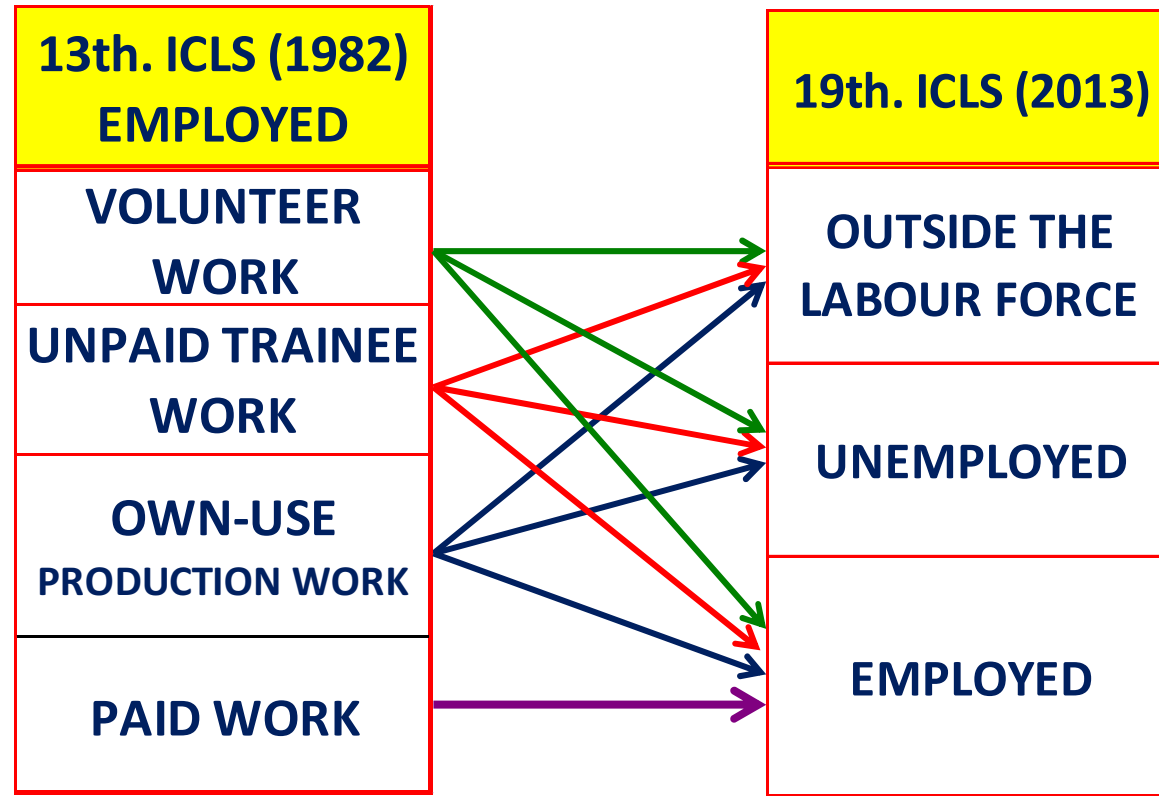 13th. ICLS (1982)
EMPLOYED
VOLUNTEER
WORK
UNPAID TRAINEE
WORK
OWN-USE
PRODUCTION WORK
PAID WORK
19th. ICLS (2013)
OUTSIDE THE
LABOUR FORCE
UNEMPLOYED
EMPLOYED